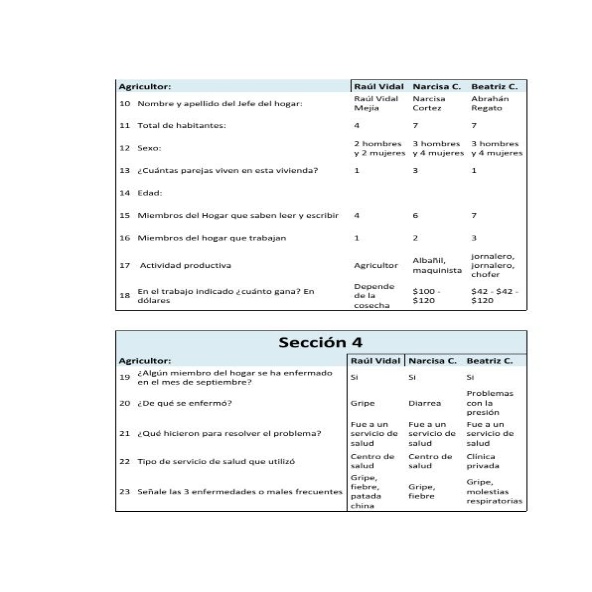 Agricultor: Raúl Vidal Narcisa C. Beatriz C.
10 Nombre y apellido del Jefe del hogar: Raúl Vidal Mejía Narcisa Cortez Abrahán Regato
11 Total de habitantes: 4 7 7
12 Sexo: 2 hombres y 2 mujeres 3 hombres y 4 mujeres 3 hombres y 4 mujeres
13 ¿Cuántas parejas viven en esta vivienda? 1 3 1
14 Edad:
15 Miembros del Hogar que saben leer y escribir 4 6 7
16 Miembros del hogar que trabajan 1 2 3
17 Actividad productiva Agricultor Albañil, maquinista jornalero, jornalero, chofer
18 En el trabajo indicado ¿cuánto gana? En dólares Depende de la cosecha $100 - $120 $42 - $42 - $120
Sección 4
Agricultor: Raúl Vidal Narcisa C. Beatriz C.
19 ¿Algún miembro del hogar se ha enfermado en el mes de septiembre? Si Si Si
20 ¿De qué se enfermó? Gripe Diarrea Problemas con la presión
21 ¿Qué hicieron para resolver el problema? Fue a un servicio de salud Fue a un servicio de salud Fue a un servicio de salud
22 Tipo de servicio de salud que utilizó Centro de salud Centro de salud Clínica privada
23 Señale las 3 enfermedades o males frecuentes Gripe, fiebre, patada china Gripe, fiebre Gripe, molestias respiratorias